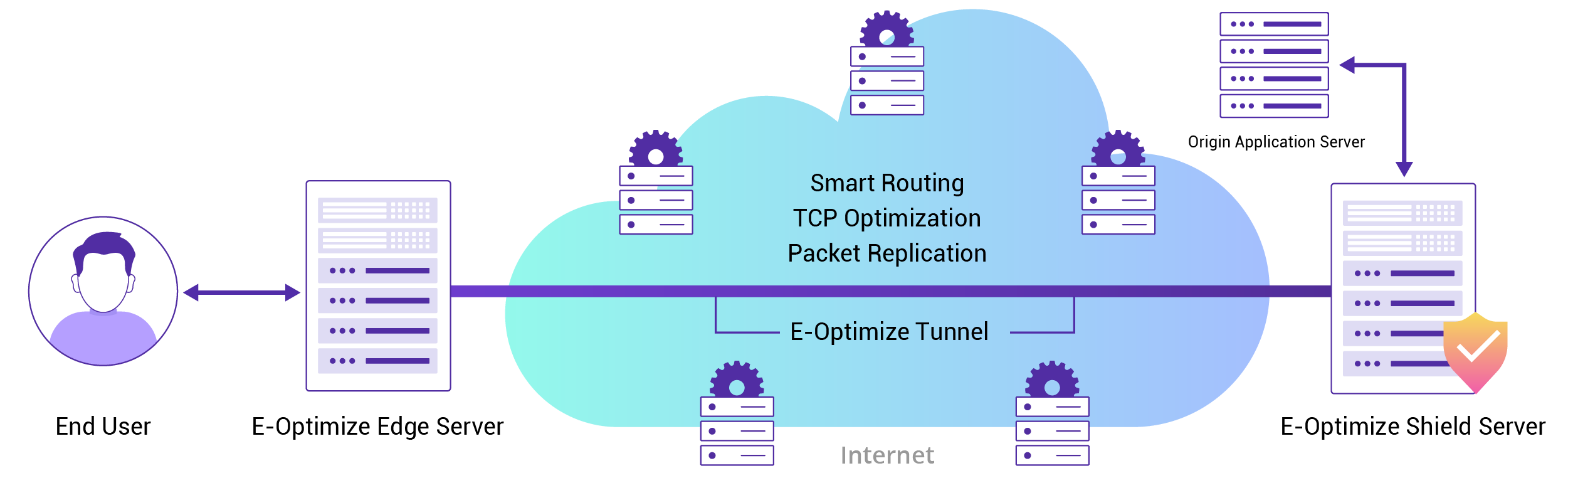 Origin Application Server
Smart Routing
TCP Optimization
Packet Replication
E-Optimize Tunnel
End User
E-Optimize Edge Server
E-Optimize Shield Server
Internet